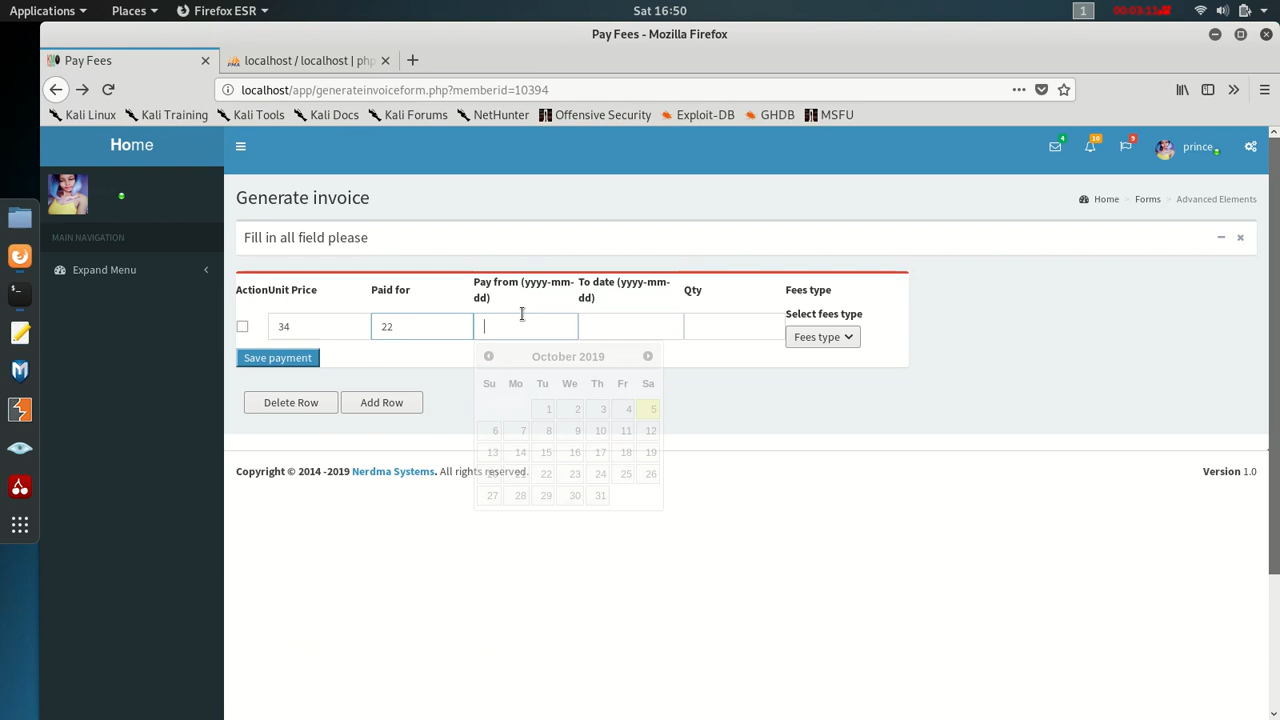 Applications Places Firefox ESR Sat 16:50 1 00:03:11
Pay Fees - Mozilla Firefox
Pay Fees localhost / localhost | php
localhost/app/generateinvoiceform.php?memberid=10394
Kali Linux Kali Training Kali Tools Kali Docs Kali Forums NetHunter Offensive Security Exploit-DB GHDB MSFU
Home 4 10 9 prince
Generate invoice Home > Forms > Advanced Elements
MAIN NAVIGATION Fill in all field please
Expand Menu
Action Unit Price Paid for Pay from (yyyy-mm-dd) To date (yyyy-mm-dd) Qty Fees type
Select fees type
34 22 Fees type
Save payment
October 2019
Su Mo Tu We Th Fr Sa
1 2 3 4 5
6 7 8 9 10 11 12
13 14 15 16 17 18 19
20 21 22 23 24 25 26
27 28 29 30 31
Delete Row Add Row
Copyright © 2014 -2019 Nerdma Systems. All rights reserved. Version 1.0